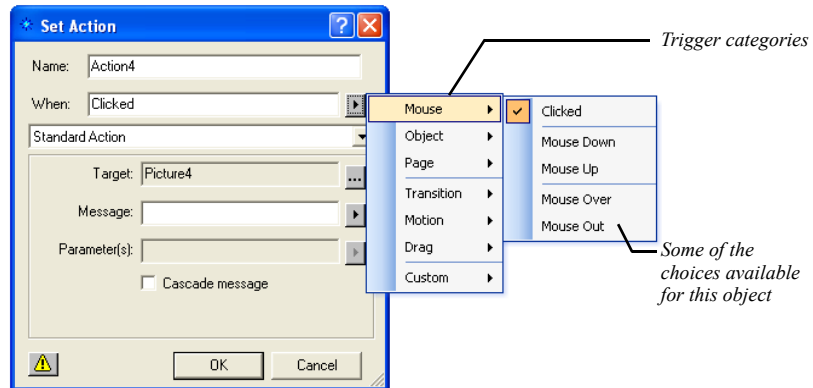 Set Action
Name: Action4
When: Clicked
Standard Action
Target: Picture4
...
Message:
Parameter(s):
Cascade message
OK Cancel
Mouse
Object
Page
Transition
Motion
Drag
Custom
Clicked
Mouse Down
Mouse Up
Mouse Over
Mouse Out
Trigger categories
Some of the
choices available
for this object